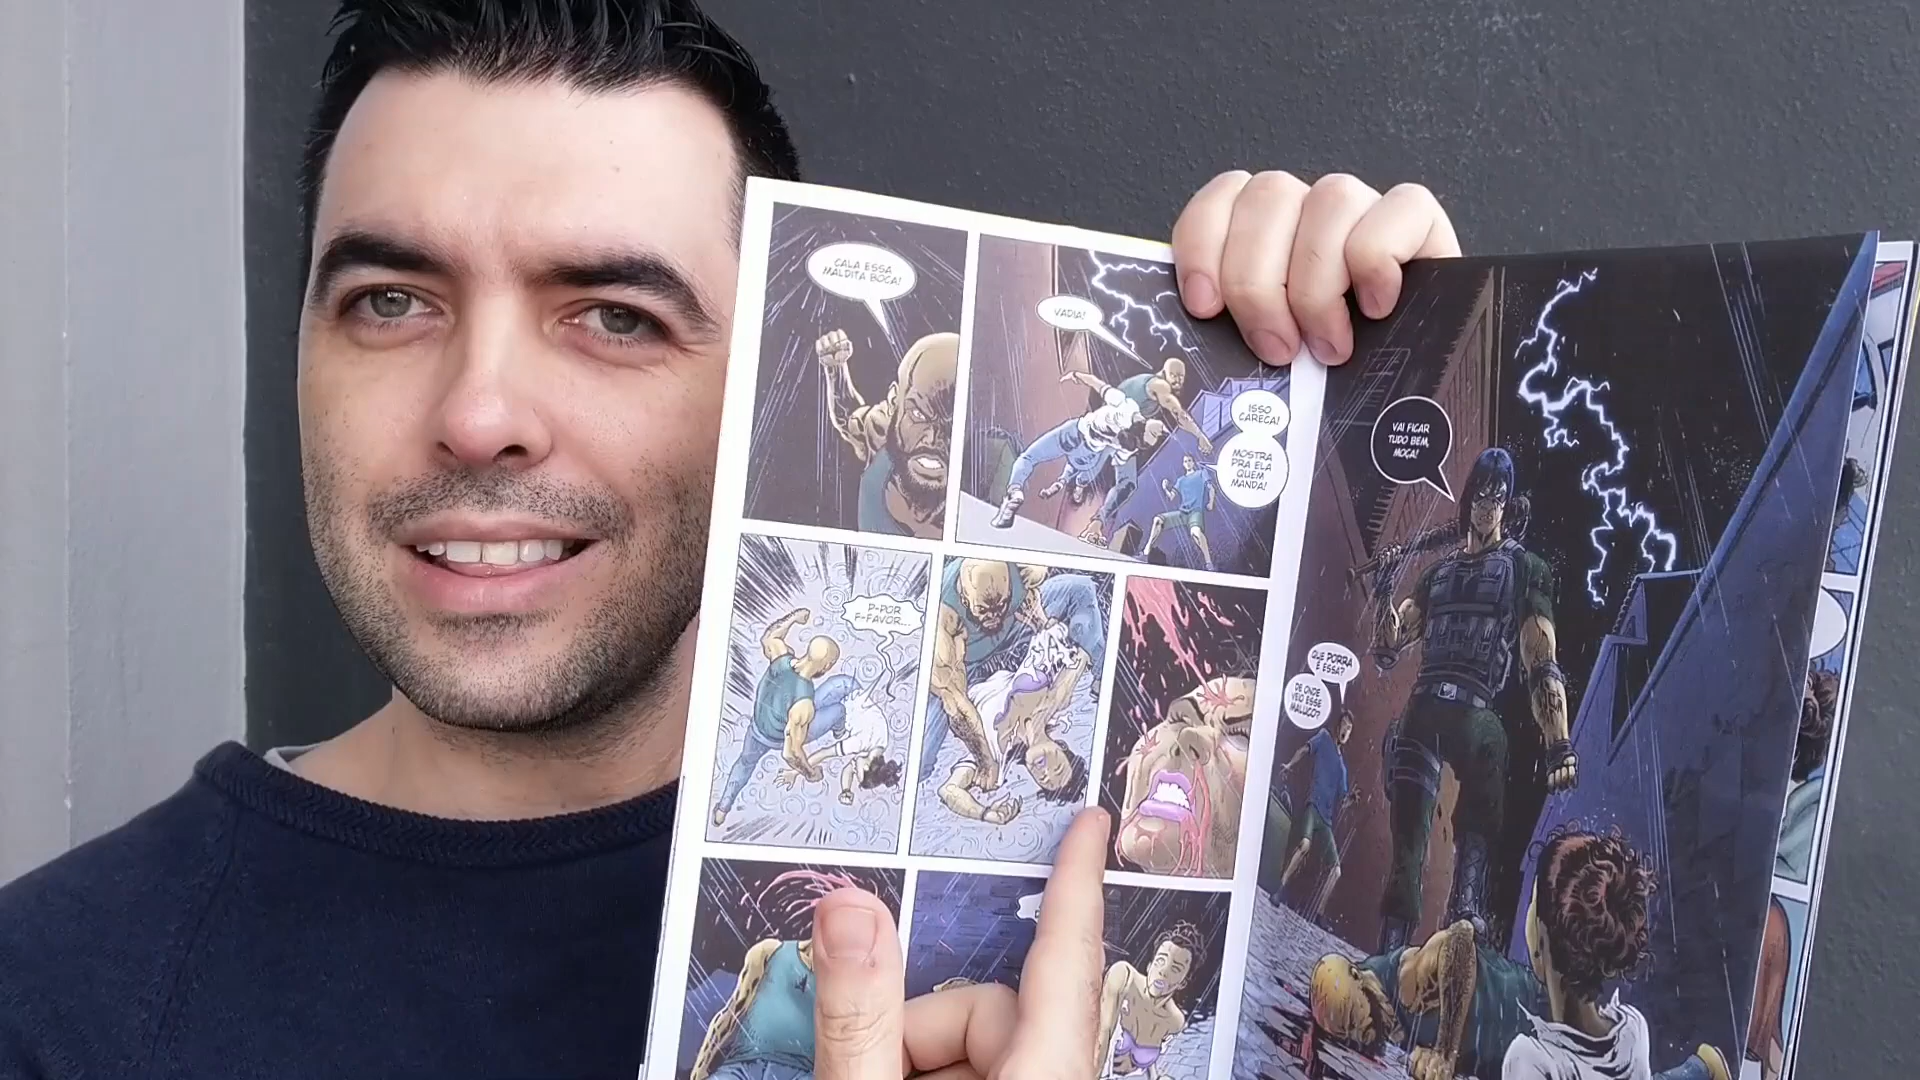 CALA ESSA
MALDITA BOCA!
VADIA!
ISSO
CARECA!
MOSTRA
PRA ELA
QUEM
MANDA!
P-POR
F-FAVOR...
VAI FICAR
TUDO BEM,
MOÇA!
QUE PORRA
É ESSA?
DE ONDE
VEIO ESSE
MALUCO?